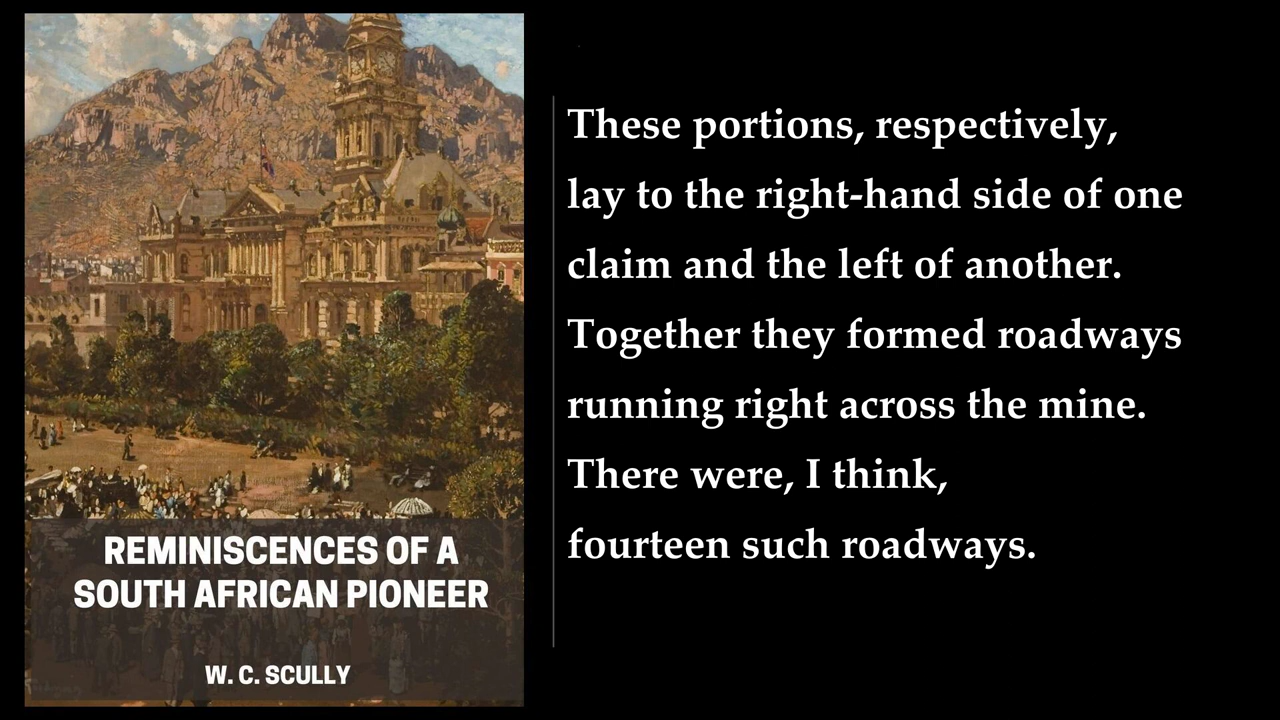 REMINISCENCES OF A
SOUTH AFRICAN PIONEER
W. C. SCULLY
These portions, respectively,
lay to the right-hand side of one
claim and the left of another.
Together they formed roadways
running right across the mine.
There were, I think,
fourteen such roadways.